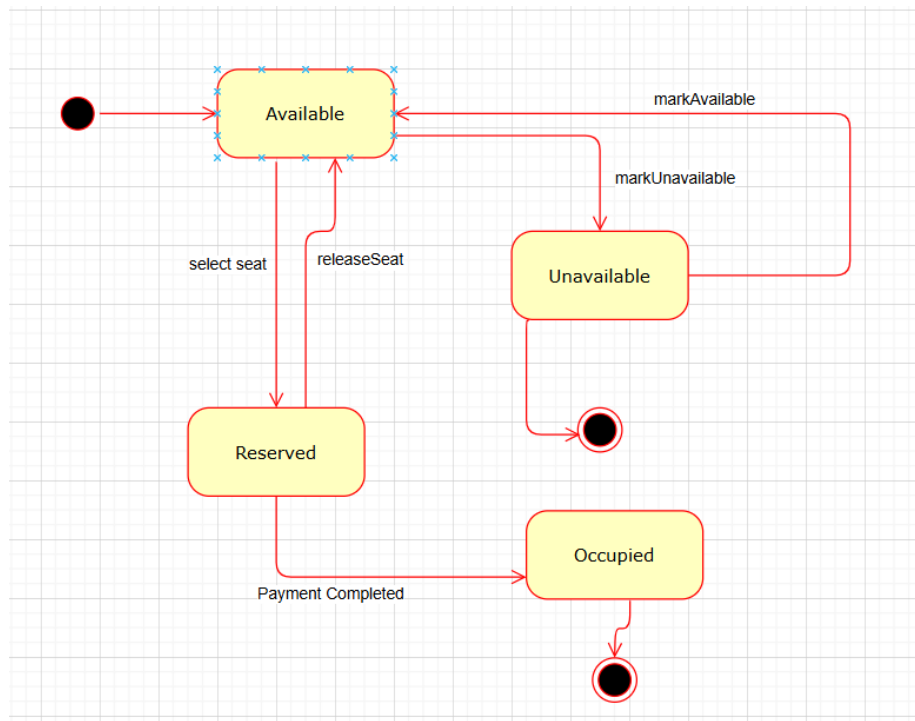 Available
markAvailable
markUnavailable
select seat
releaseSeat
Unavailable
Reserved
Occupied
Payment Completed